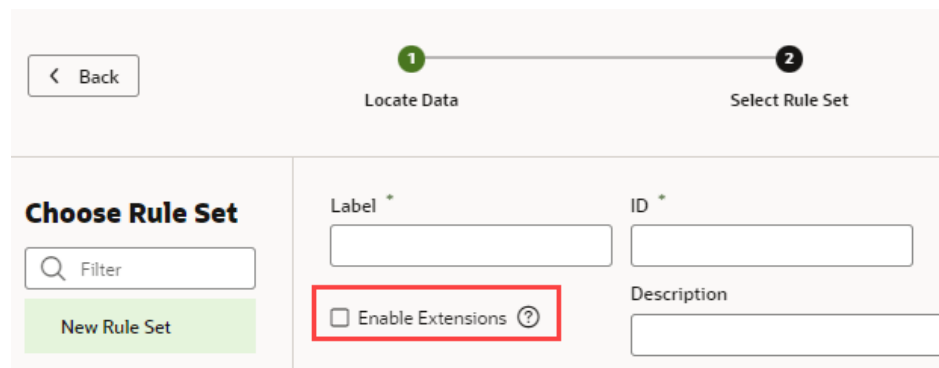 Back
1
2
Locate Data
Select Rule Set
Choose Rule Set
Filter
New Rule Set
Label *
ID *
Enable Extensions ?
Description